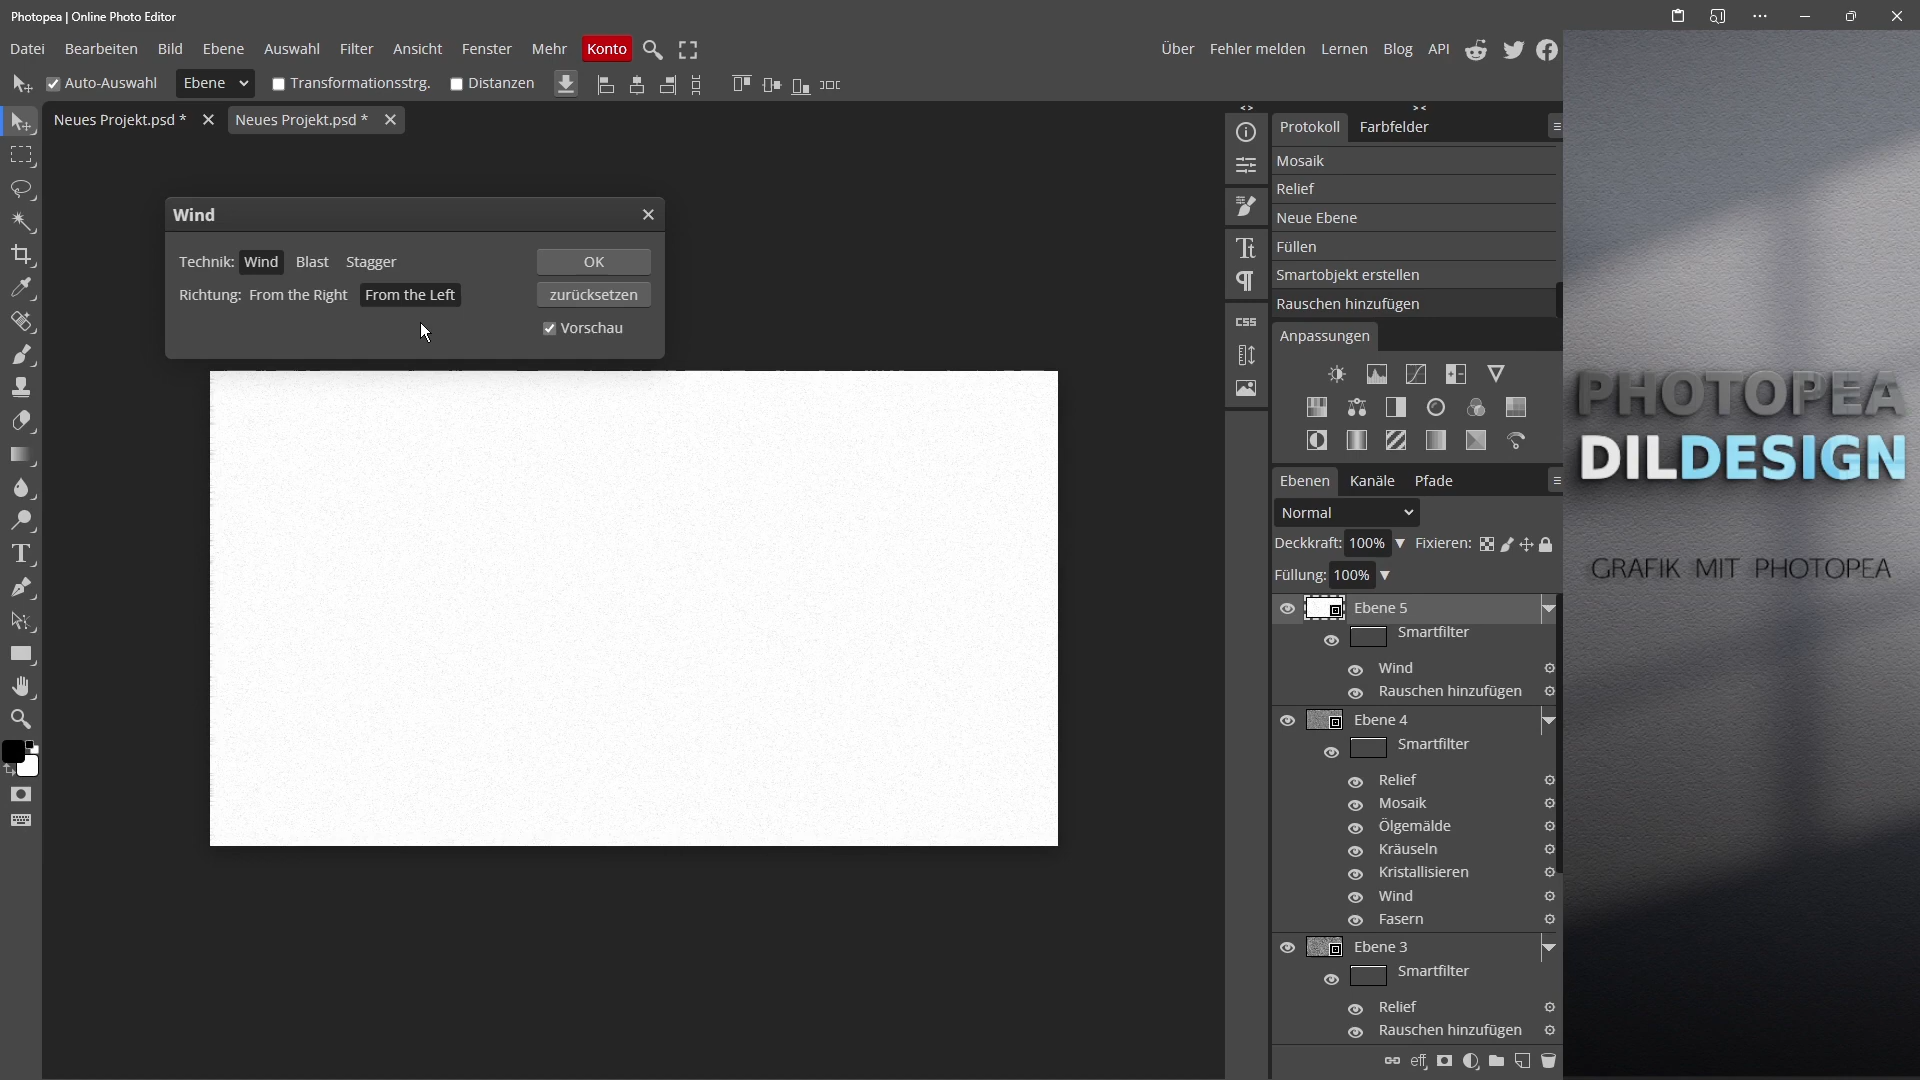 Photopea | Online Photo Editor
Datei Bearbeiten Bild Ebene Auswahl Filter Ansicht Fenster Mehr Konto Über Fehler melden Lernen Blog API
Auto-Auswahl Ebene Transformationsstrg. Distanzen
Neues Projekt.psd * Neues Projekt.psd *
Wind
Technik: Wind Blast Stagger OK
Richtung: From the Right From the Left zurücksetzen
Vorschau
Protokoll Farbfelder
Mosaik
Relief
Neue Ebene
Füllen
Smartobjekt erstellen
Rauschen hinzufügen
CSS
Anpassungen
Ebenen Kanäle Pfade
Normal
Deckkraft: 100% Fixieren:
Füllung: 100%
Ebene 5
Smartfilter
Wind
Rauschen hinzufügen
Ebene 4
Smartfilter
Relief
Mosaik
Ölgemälde
Kräuseln
Kristallisieren
Wind
Fasern
Ebene 3
Smartfilter
Relief
Rauschen hinzufügen
eff
PHOTOPEA
DILDESIGN
GRAFIK MIT PHOTOPEA